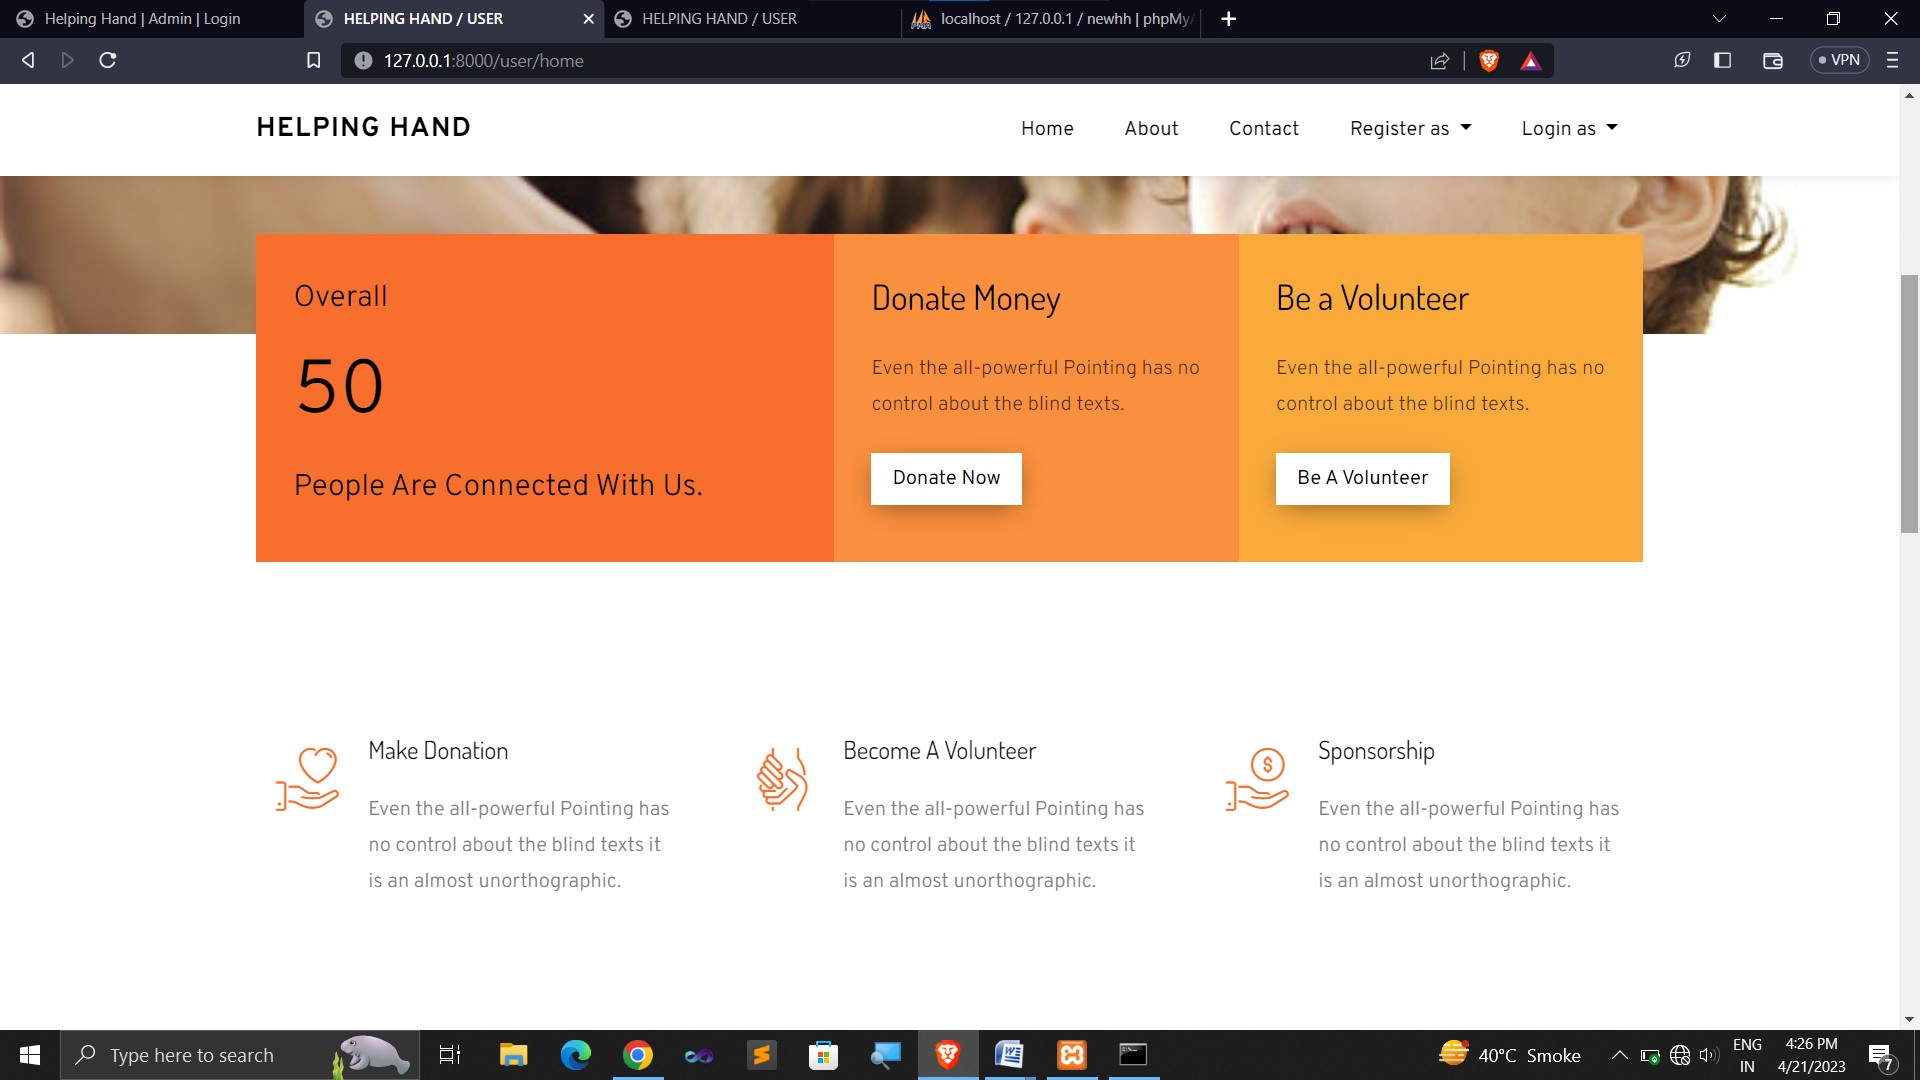 Helping Hand | Admin | Login
HELPING HAND / USER
HELPING HAND / USER
localhost / 127.0.0.1 / newhh | phpMy
127.0.0.1:8000/user/home
VPN
HELPING HAND
Home
About
Contact
Register as
Login as
Overall
50
People Are Connected With Us.
Donate Money
Even the all-powerful Pointing has no
control about the blind texts.
Donate Now
Be a Volunteer
Even the all-powerful Pointing has no
control about the blind texts.
Be A Volunteer
Make Donation
Even the all-powerful Pointing has
no control about the blind texts it
is an almost unorthographic.
Become A Volunteer
Even the all-powerful Pointing has
no control about the blind texts it
is an almost unorthographic.
Sponsorship
Even the all-powerful Pointing has
no control about the blind texts it
is an almost unorthographic.
Type here to search
40°C Smoke
ENG
IN
4:26 PM
4/21/2023
7